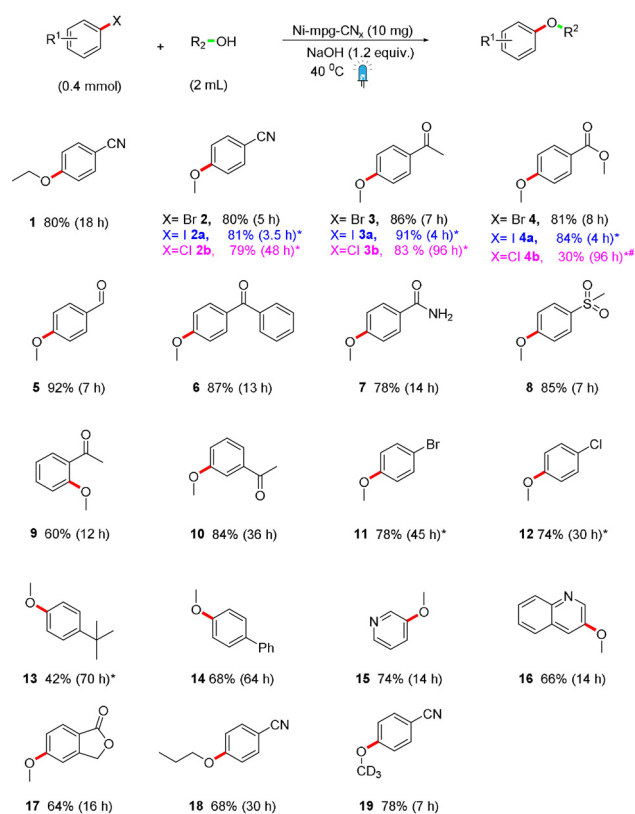 X
R1
+
R2-OH
Ni-mpg-CNx (10 mg)
NaOH (1.2 equiv.)
40 0C
R1
O
R2
(0.4 mmol)
(2 mL)
O
CN
1 80% (18 h)
O
CN
X= Br 2, 80% (5 h)
X= I 2a, 81% (3.5 h)*
X=Cl 2b, 79% (48 h)*
O
O
X= Br 3, 86% (7 h)
X= I 3a, 91% (4 h)*
X=Cl 3b, 83 % (96 h)*
O
O
O
X= Br 4, 81% (8 h)
X= I 4a, 84% (4 h)*
X=Cl 4b, 30% (96 h)*#
O
O
5 92% (7 h)
O
O
6 87% (13 h)
O
NH2
O
7 78% (14 h)
O
S
O
O
8 85% (7 h)
O
O
9 60% (12 h)
O
O
10 84% (36 h)
Br
O
11 78% (45 h)*
Cl
O
12 74% (30 h)*
O
13 42% (70 h)*
O
Ph
14 68% (64 h)
N
O
15 74% (14 h)
N
O
16 66% (14 h)
O
O
O
17 64% (16 h)
CN
O
18 68% (30 h)
CN
O
CD3
19 78% (7 h)